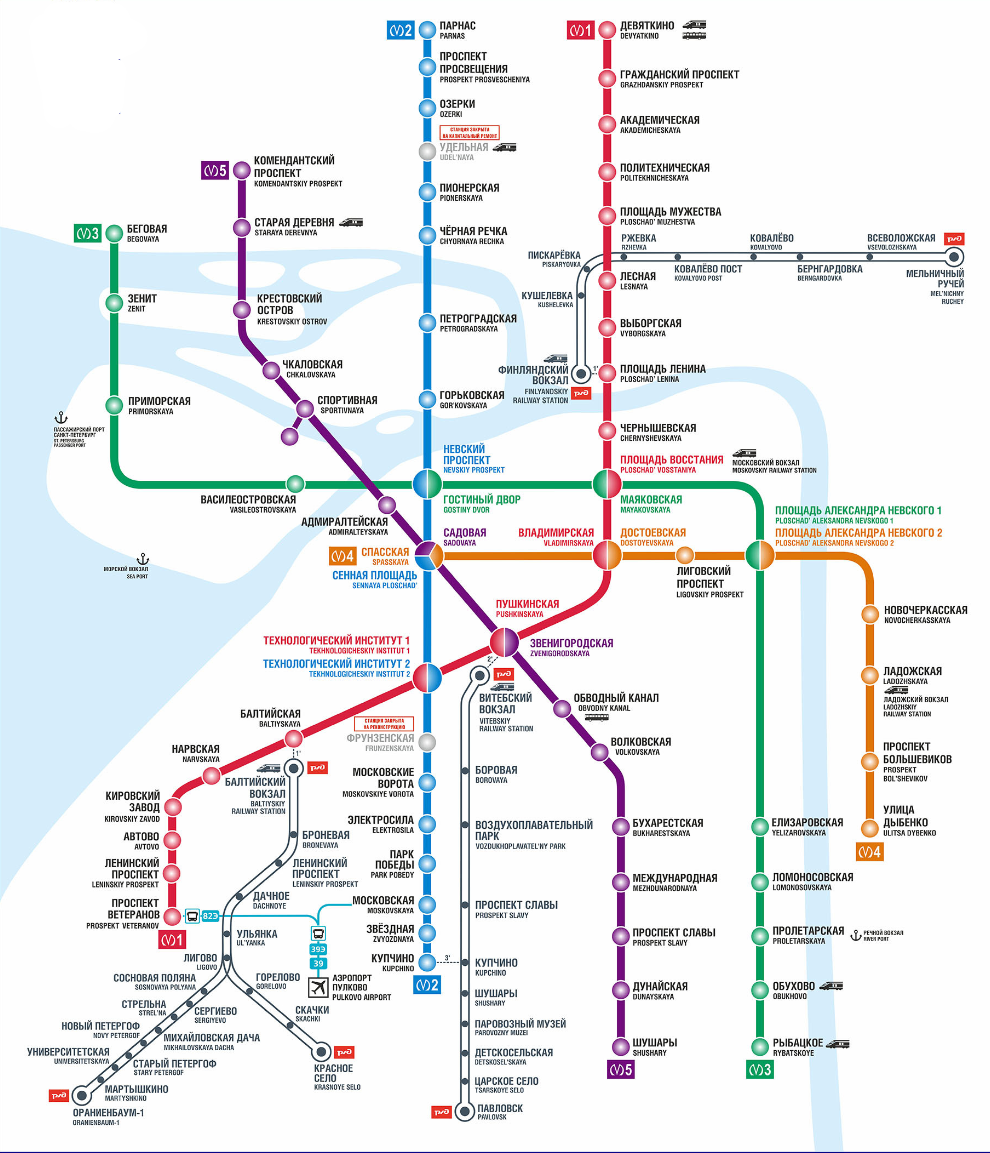 2
ПАРНАС
PARNAS
ПРОСПЕКТ
ПРОСВЕЩЕНИЯ
PROSPEKT PROSVESCHENIYA
ОЗЕРКИ
OZERKI
СТАНЦИЯ ЗАКРЫТА
НА КАПИТАЛЬНЫЙ РЕМОНТ
УДЕЛЬНАЯ
UDEL'NAYA
ПИОНЕРСКАЯ
PIONERSKAYA
ЧЁРНАЯ РЕЧКА
CHYORNAYA RECHKA
ПЕТРОГРАДСКАЯ
PETROGRADSKAYA
ГОРЬКОВСКАЯ
GOR'KOVSKAYA
НЕВСКИЙ
ПРОСПЕКТ
NEVSKIY PROSPEKT
ГОСТИНЫЙ ДВОР
GOSTINY DVOR
1
ДЕВЯТКИНО
DEVYATKINO
ГРАЖДАНСКИЙ ПРОСПЕКТ
GRAZHDANSKIY PROSPEKT
АКАДЕМИЧЕСКАЯ
AKADEMICHESKAYA
ПОЛИТЕХНИЧЕСКАЯ
POLITEKHNICHESKAYA
ПЛОЩАДЬ МУЖЕСТВА
PLOSCHAD' MUZHESTVA
ЛЕСНАЯ
LESNAYA
ВЫБОРГСКАЯ
VYBORGSKAYA
ПЛОЩАДЬ ЛЕНИНА
PLOSCHAD' LENINA
ЧЕРНЫШЕВСКАЯ
CHERNYSHEVSKAYA
ПЛОЩАДЬ ВОССТАНИЯ
PLOSCHAD' VOSSTANIYA
МОСКОВСКИЙ ВОКЗАЛ
MOSKOVSKIY RAILWAY STATION
МАЯКОВСКАЯ
MAYAKOVSKAYA
ПИСКАРЁВКА
PISKARYOVKA
РЖЕВКА
RZHEVKA
КОВАЛЁВО ПОСТ
KOVALYOVO POST
КОВАЛЁВО
KOVALYOVO
БЕРНГАРДОВКА
BERNGARDOVKA
ВСЕВОЛОЖСКАЯ
VSEVOLOZHSKAYA
РЖД
МЕЛЬНИЧНЫЙ
РУЧЕЙ
MEL'NICHNY
RUCHEY
КУШЕЛЕВКА
KUSHELEVKA
ФИНЛЯНДСКИЙ
ВОКЗАЛ
FINLYANDSKIY
RAILWAY STATION
РЖД
1'
5
КОМЕНДАНТСКИЙ
ПРОСПЕКТ
KOMENDANTSKIY PROSPEKT
СТАРАЯ ДЕРЕВНЯ
STARAYA DEREVNYA
КРЕСТОВСКИЙ
ОСТРОВ
KRESTOVSKIY OSTROV
ЧКАЛОВСКАЯ
CHKALOVSKAYA
СПОРТИВНАЯ
SPORTIVNAYA
АДМИРАЛТЕЙСКАЯ
ADMIRALTEYSKAYA
САДОВАЯ
SADOVAYA
3
БЕГОВАЯ
BEGOVAYA
ЗЕНИТ
ZENIT
ПРИМОРСКАЯ
PRIMORSKAYA
ВАСИЛЕОСТРОВСКАЯ
VASILEOSTROVSKAYA
ПАССАЖИРСКИЙ ПОРТ
САНКТ-ПЕТЕРБУРГ
ST. PETERSBURG
PASSENGER PORT
МОРСКОЙ ВОКЗАЛ
SEA PORT
4
СПАССКАЯ
SPASSKAYA
СЕННАЯ ПЛОЩАДЬ
SENNAYA PLOSCHAD'
ВЛАДИМИРСКАЯ
VLADIMIRSKAYA
ДОСТОЕВСКАЯ
DOSTOYEVSKAYA
ЛИГОВСКИЙ
ПРОСПЕКТ
LIGOVSKIY PROSPEKT
ПЛОЩАДЬ АЛЕКСАНДРА НЕВСКОГО 1
PLOSCHAD' ALEKSANDRA NEVSKOGO 1
ПЛОЩАДЬ АЛЕКСАНДРА НЕВСКОГО 2
PLOSCHAD' ALEKSANDRA NEVSKOGO 2
НОВОЧЕРКАССКАЯ
NOVOCHERKASSKAYA
ЛАДОЖСКАЯ
LADOZHSKAYA
ЛАДОЖСКИЙ ВОКЗАЛ
LADOZHSKIY
RAILWAY STATION
ПРОСПЕКТ
БОЛЬШЕВИКОВ
PROSPEKT
BOL'SHEVIKOV
УЛИЦА
ДЫБЕНКО
ULITSA DYBENKO
4
ПУШКИНСКАЯ
PUSHKINSKAYA
ЗВЕНИГОРОДСКАЯ
ZVENIGORODSKAYA
ТЕХНОЛОГИЧЕСКИЙ ИНСТИТУТ 1
TEKHNOLOGICHESKIY INSTITUT 1
ТЕХНОЛОГИЧЕСКИЙ ИНСТИТУТ 2
TEKHNOLOGICHESKIY INSTITUT 2
2'
РЖД
ВИТЕБСКИЙ
ВОКЗАЛ
VITEBSKIY
RAILWAY STATION
ОБВОДНЫЙ КАНАЛ
OBVODNY KANAL
ВОЛКОВСКАЯ
VOLKOVSKAYA
БУХАРЕСТСКАЯ
BUKHARESTSKAYA
МЕЖДУНАРОДНАЯ
MEZHDUNARODNAYA
ПРОСПЕКТ СЛАВЫ
PROSPEKT SLAVY
ДУНАЙСКАЯ
DUNAYSKAYA
ШУШАРЫ
SHUSHARY
5
ЕЛИЗАРОВСКАЯ
YELIZAROVSKAYA
ЛОМОНОСОВСКАЯ
LOMONOSOVSKAYA
ПРОЛЕТАРСКАЯ
PROLETARSKAYA
РЕЧНОЙ ВОКЗАЛ
RIVER PORT
ОБУХОВО
OBUKHOVO
РЫБАЦКОЕ
RYBATSKOYE
3
СТАНЦИЯ ЗАКРЫТА
НА РЕКОНСТРУКЦИЮ
ФРУНЗЕНСКАЯ
FRUNZENSKAYA
МОСКОВСКИЕ
ВОРОТА
MOSKOVSKIYE VOROTA
ЭЛЕКТРОСИЛА
ELEKTROSILA
ПАРК
ПОБЕДЫ
PARK POBEDY
МОСКОВСКАЯ
MOSKOVSKAYA
ЗВЁЗДНАЯ
ZVYOZONAYA
КУПЧИНО
KUPCHINO
2
3'
БОРОВАЯ
BOROVAYA
ВОЗДУХОПЛАВАТЕЛЬНЫЙ
ПАРК
VOZDUKHOPLAVATEL'NY PARK
ПРОСПЕКТ СЛАВЫ
PROSPEKT SLAVY
КУПЧИНО
KUPCHINO
ШУШАРЫ
SHUSHARY
ПАРОВОЗНЫЙ МУЗЕЙ
PAROVOZNY MUZEI
ДЕТСКОСЕЛЬСКАЯ
DETSKOSEL'SKAYA
ЦАРСКОЕ СЕЛО
TSARSKOYE SELO
РЖД
ПАВЛОВСК
PAVLOVSK
БАЛТИЙСКАЯ
BALTIYSKAYA
НАРВСКАЯ
NARVSKAYA
КИРОВСКИЙ
ЗАВОД
KIROVSKIY ZAVOD
АВТОВО
AVTOVO
ЛЕНИНСКИЙ
ПРОСПЕКТ
LENINSKIY PROSPEKT
ПРОСПЕКТ
ВЕТЕРАНОВ
PROSPEKT VETERANOV
1
823
393
39
АЭРОПОРТ
ПУЛКОВО
PULKOVO AIRPORT
1'
РЖД
БАЛТИЙСКИЙ
ВОКЗАЛ
BALTIYSKIY
RAILWAY STATION
БРОНЕВАЯ
BRONEVAYA
ЛЕНИНСКИЙ
ПРОСПЕКТ
LENINSKIY PROSPEKT
ДАЧНОЕ
DACHNOYE
УЛЬЯНКА
UL'YANKA
ЛИГОВО
LIGOVO
ГОРЕЛОВО
GORELOVO
СКАЧКИ
SKACHKI
РЖД
КРАСНОЕ
СЕЛО
KRASNOYE SELO
СОСНОВАЯ ПОЛЯНА
SOSNOVAYA POLYANA
СЕРГИЕВО
SERGIYEVO
СТРЕЛЬНА
STREL'NA
МИХАЙЛОВСКАЯ ДАЧА
MIKHAILOVSKAYA DACHA
НОВЫЙ ПЕТЕРГОФ
NOVY PETERGOF
СТАРЫЙ ПЕТЕРГОФ
STARY PETERGOF
УНИВЕРСИТЕТСКАЯ
UNIVERSITETSKAYA
МАРТЫШКИНО
MARTYSHKINO
РЖД
ОРАНИЕНБАУМ-1
ORANIENBAUM-1